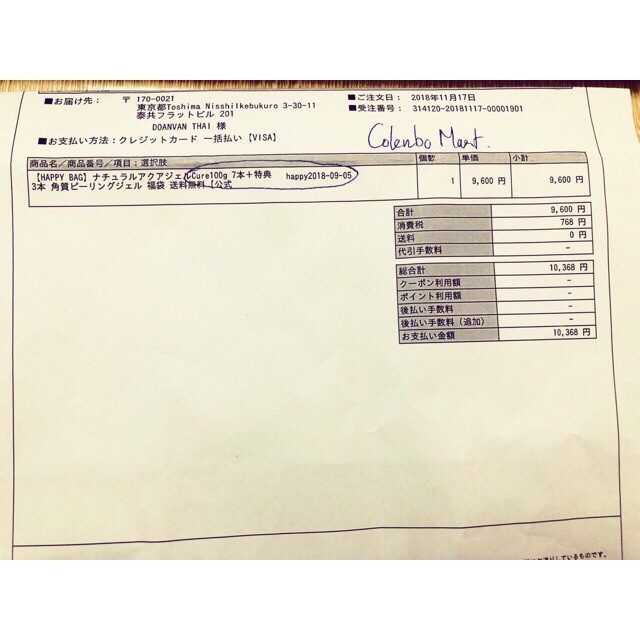 ■お届け先： 〒 170-0021
東京都Toshima NisshiIkebukuro 3-30-11
泰共フラットビル 201
DOANVAN THAI 様
■ご注文日： 2018年11月17日
■受注番号： 314120-20181117-00001901
■お支払い方法：クレジットカード 一括払い【VISA】
Colenbo Mart.
商品名／商品番号／項目：選択肢 個数 単価 小計
【HAPPY BAG】ナチュラルアクアジェルCure100g 7本＋特典 happy2018-09-05 1 9,600 円 9,600 円
3本 角質ピーリングジェル 福袋 送料無料【公式
合計 9,600 円
消費税 768 円
送料 0 円
代引手数料 -
総合計 10,368 円
クーポン利用額 -
ポイント利用額 -
後払い手数料 -
後払い手数料（追加） -
お支払い金額 10,368 円
しているものです。